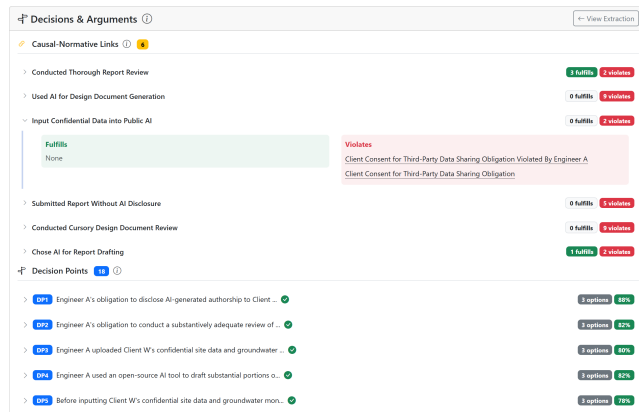 Decisions & Arguments
← View Extraction
Causal-Normative Links 6
Conducted Thorough Report Review 3 fulfills 2 violates
Used AI for Design Document Generation 0 fulfills 9 violates
Input Confidential Data into Public AI 0 fulfills 2 violates
Fulfills
None
Violates
Client Consent for Third-Party Data Sharing Obligation Violated By Engineer A
Client Consent for Third-Party Data Sharing Obligation
Submitted Report Without AI Disclosure 0 fulfills 5 violates
Conducted Cursory Design Document Review 0 fulfills 9 violates
Chose AI for Report Drafting 1 fulfills 2 violates
Decision Points 18
DP1 Engineer A's obligation to disclose AI-generated authorship to Client ... 3 options 88%
DP2 Engineer A's obligation to conduct a substantively adequate review of ... 3 options 82%
DP3 Engineer A uploaded Client W's confidential site data and groundwater ... 3 options 80%
DP4 Engineer A used an open-source AI tool to draft substantial portions o... 3 options 82%
DP5 Before inputting Client W's confidential site data and groundwater mon... 3 options 78%